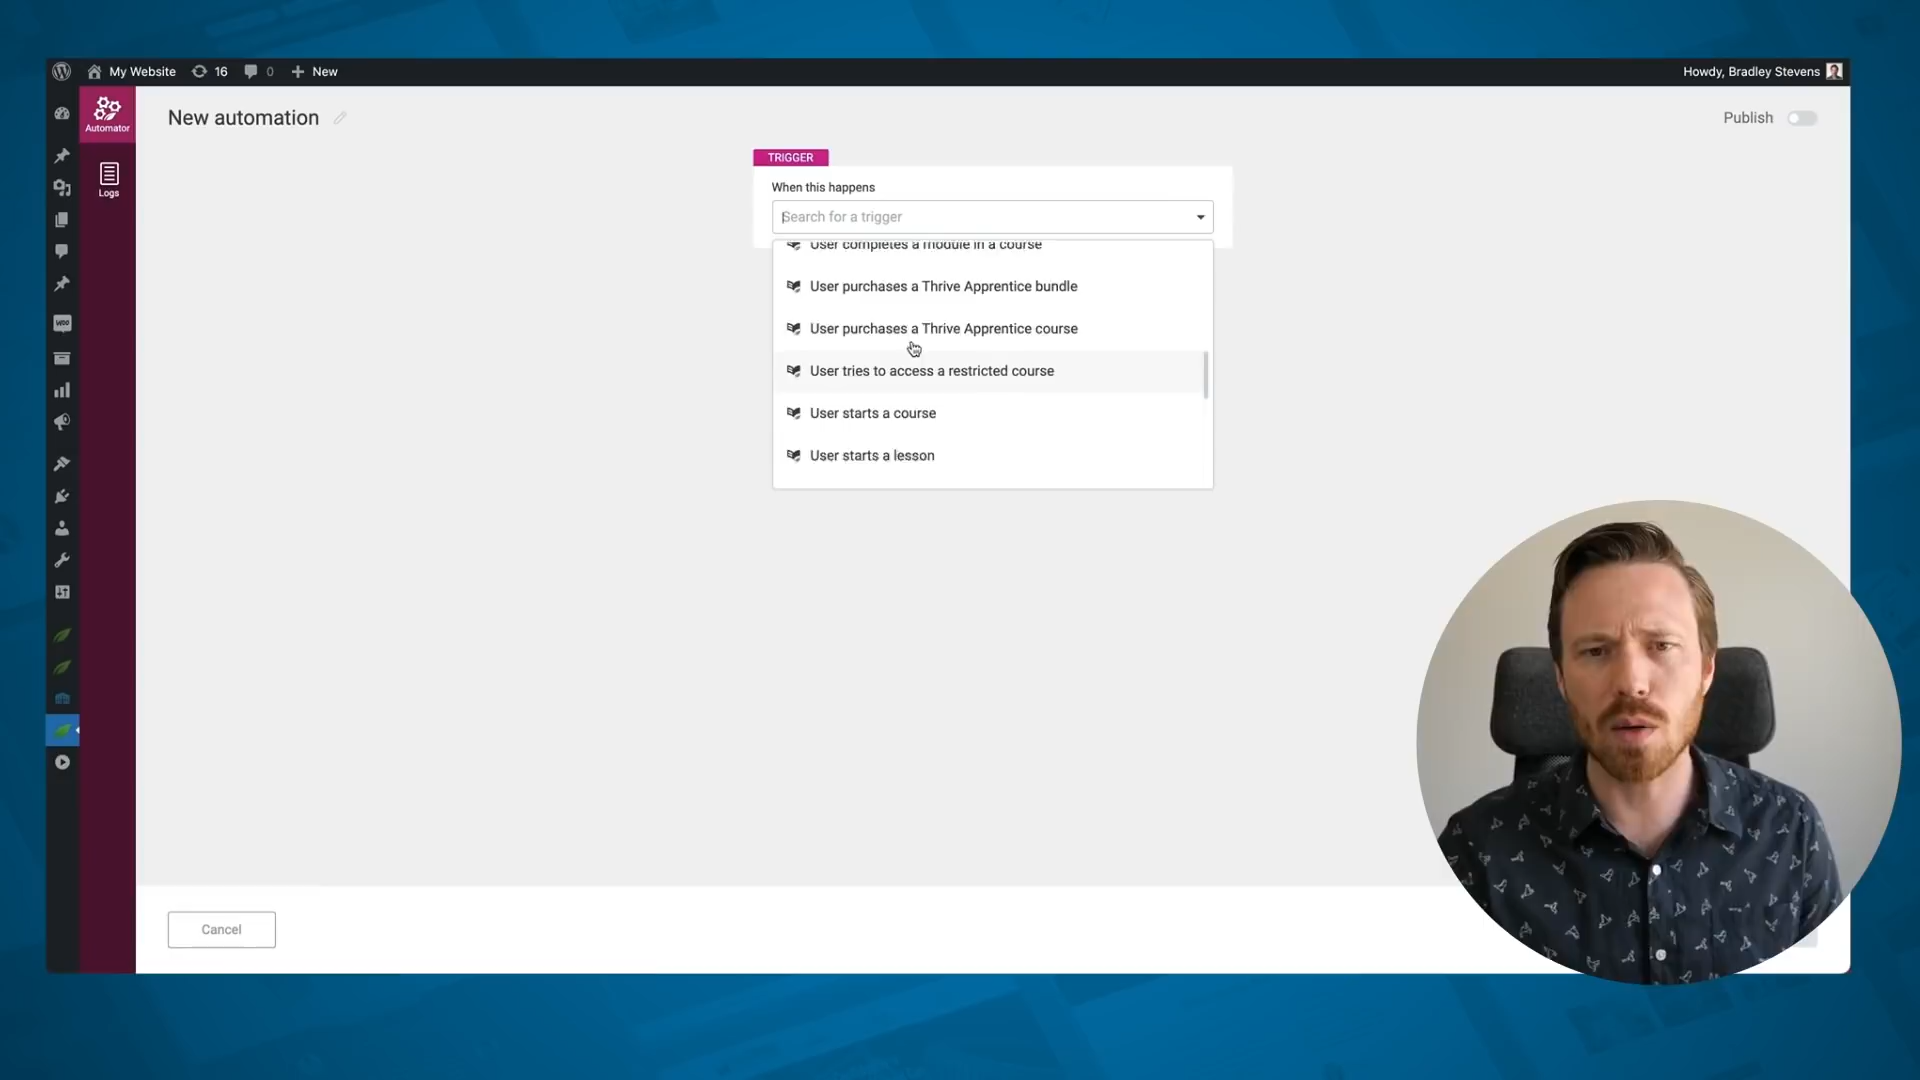 My Website
16
0
New
Howdy, Bradley Stevens
Automator
Logs
New automation
Publish
TRIGGER
When this happens
Search for a trigger
User completes a module in a course
User purchases a Thrive Apprentice bundle
User purchases a Thrive Apprentice course
User tries to access a restricted course
User starts a course
User starts a lesson
WOO
Cancel